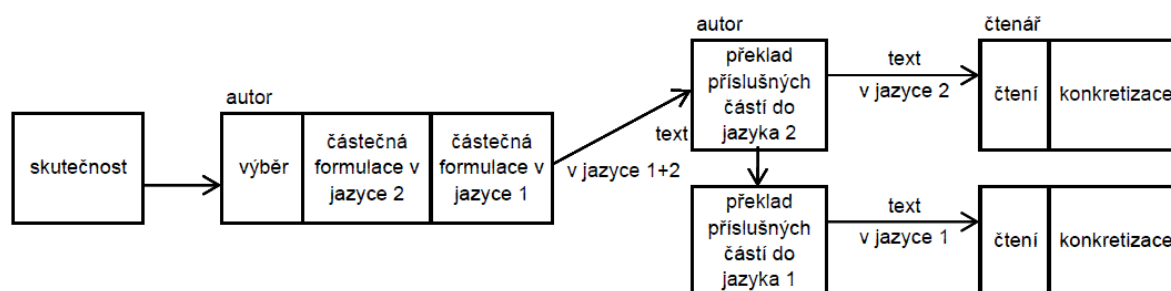 skutečnost
autor
výběr
částečná
formulace v
jazyce 2
částečná
formulace v
jazyce 1
text
v jazyce 1+2
autor
překlad
příslušných
částí do
jazyka 2
text
v jazyce 2
čtenář
čtení
konkretizace
překlad
příslušných
částí do
jazyka 1
text
v jazyce 1
čtení
konkretizace